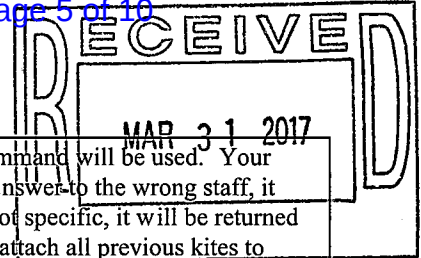 age 5 of 10
RECEIVED
MAR 31 2017
mmand will be used. Your
nswer to the wrong staff, it
ot specific, it will be returned
attach all previous kites to